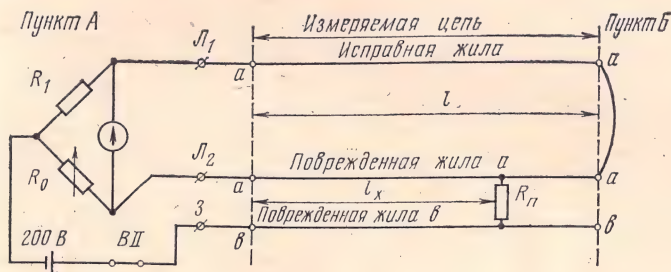 Пункт А
Л₁
Измеряемая цепь
Исправная жила
Пункт Б
R₁
а
а
l
R₀
Л₂
Поврежденная жила а
а
а
lₓ
Rп
З
Поврежденная жила в
в
в
200 В
ВII